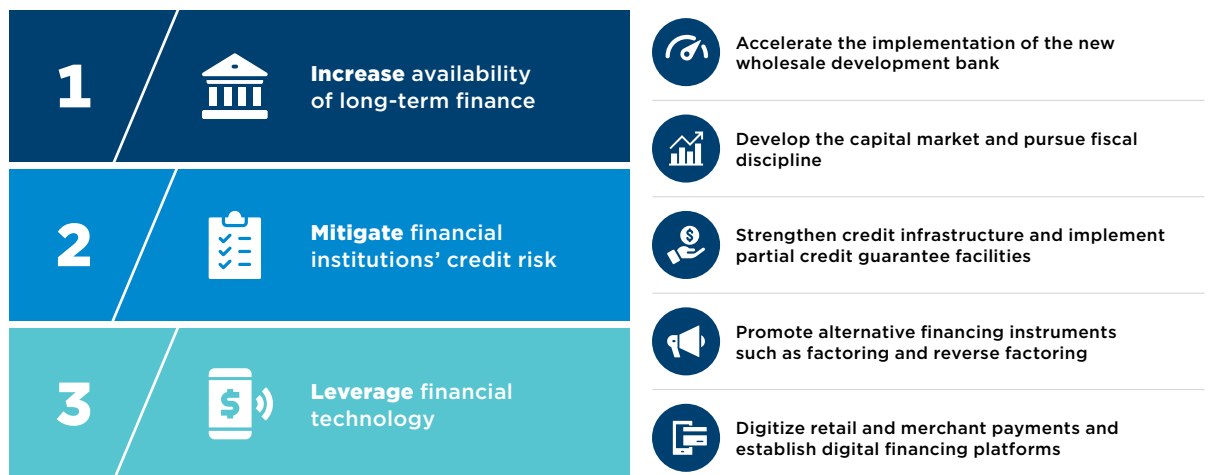 1
Increase availability
of long-term finance
2
Mitigate financial
institutions’ credit risk
3
$
Leverage financial
technology
Accelerate the implementation of the new
wholesale development bank
Develop the capital market and pursue fiscal
discipline
$
Strengthen credit infrastructure and implement
partial credit guarantee facilities
Promote alternative financing instruments
such as factoring and reverse factoring
Digitize retail and merchant payments and
establish digital financing platforms